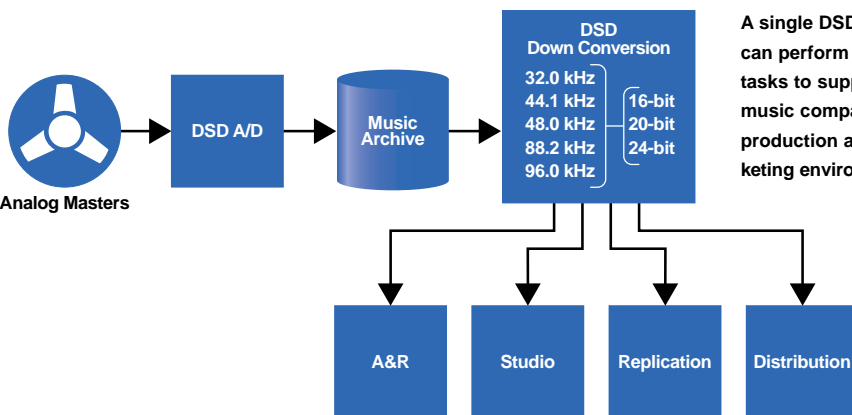 DSD
Down Conversion
32.0 kHz
44.1 kHz
48.0 kHz
88.2 kHz
96.0 kHz
16-bit
20-bit
24-bit
A single DSD
can perform
tasks to supp
music compa
production a
keting enviro
DSD A/D
Music
Archive
Analog Masters
A&R
Studio
Replication
Distribution